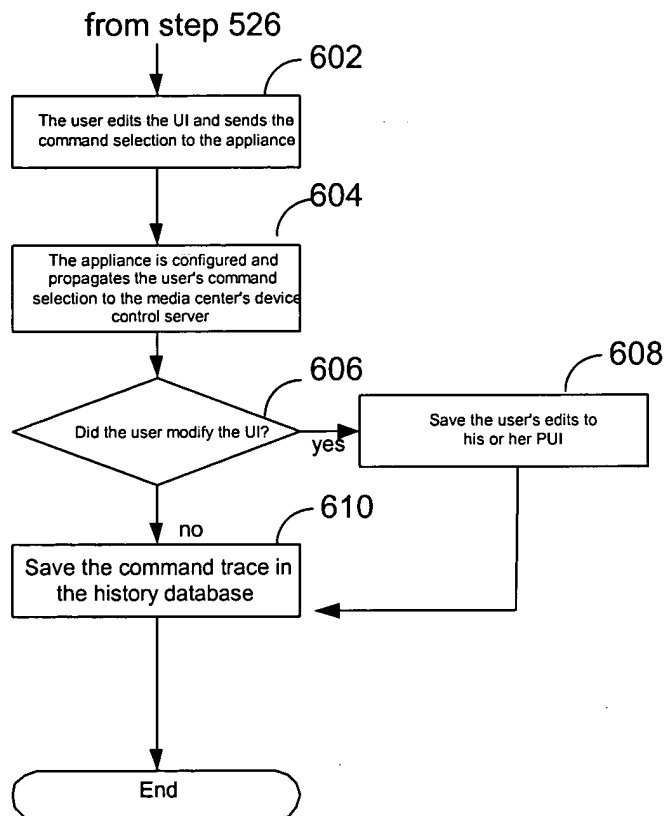 from step 526
602
The user edits the UI and sends the
command selection to the appliance
604
The appliance is configured and
propagates the user's command
selection to the media center's device
control server
606
Did the user modify the UI?
yes
608
Save the user's edits to
his or her PUI
no
610
Save the command trace in
the history database
End